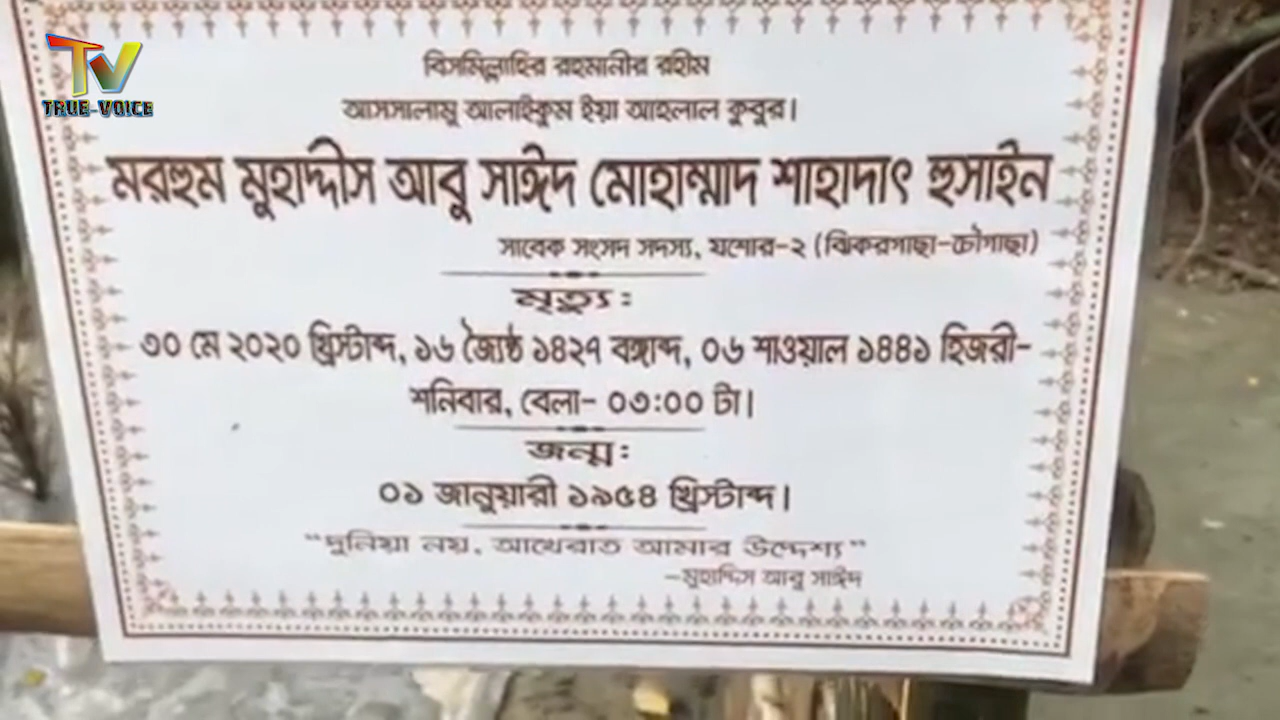 TV
TRUE-VOICE
বিসমিল্লাহির রহমানীর রহীম
আসসালামু আলাইকুম ইয়া আহলাল কুবুর।
মরহুম মুহাদ্দীস আবু সাঈদ মোহাম্মাদ শাহাদাৎ হুসাইন
সাবেক সংসদ সদস্য, যশোর-২ (ঝিকরগাছা-চৌগাছা)
মৃত্যু:
৩০ মে ২০২০ খ্রিস্টাব্দ, ১৬ জ্যৈষ্ঠ ১৪২৭ বঙ্গাব্দ, ০৬ শাওয়াল ১৪৪১ হিজরী-
শনিবার, বেলা- ০৩:০০ টা।
জন্ম:
০১ জানুয়ারী ১৯৫৪ খ্রিস্টাব্দ।
“দুনিয়া নয়, আখেরাত আমার উদ্দেশ্য”
-মুহাদ্দিস আবু সাঈদ